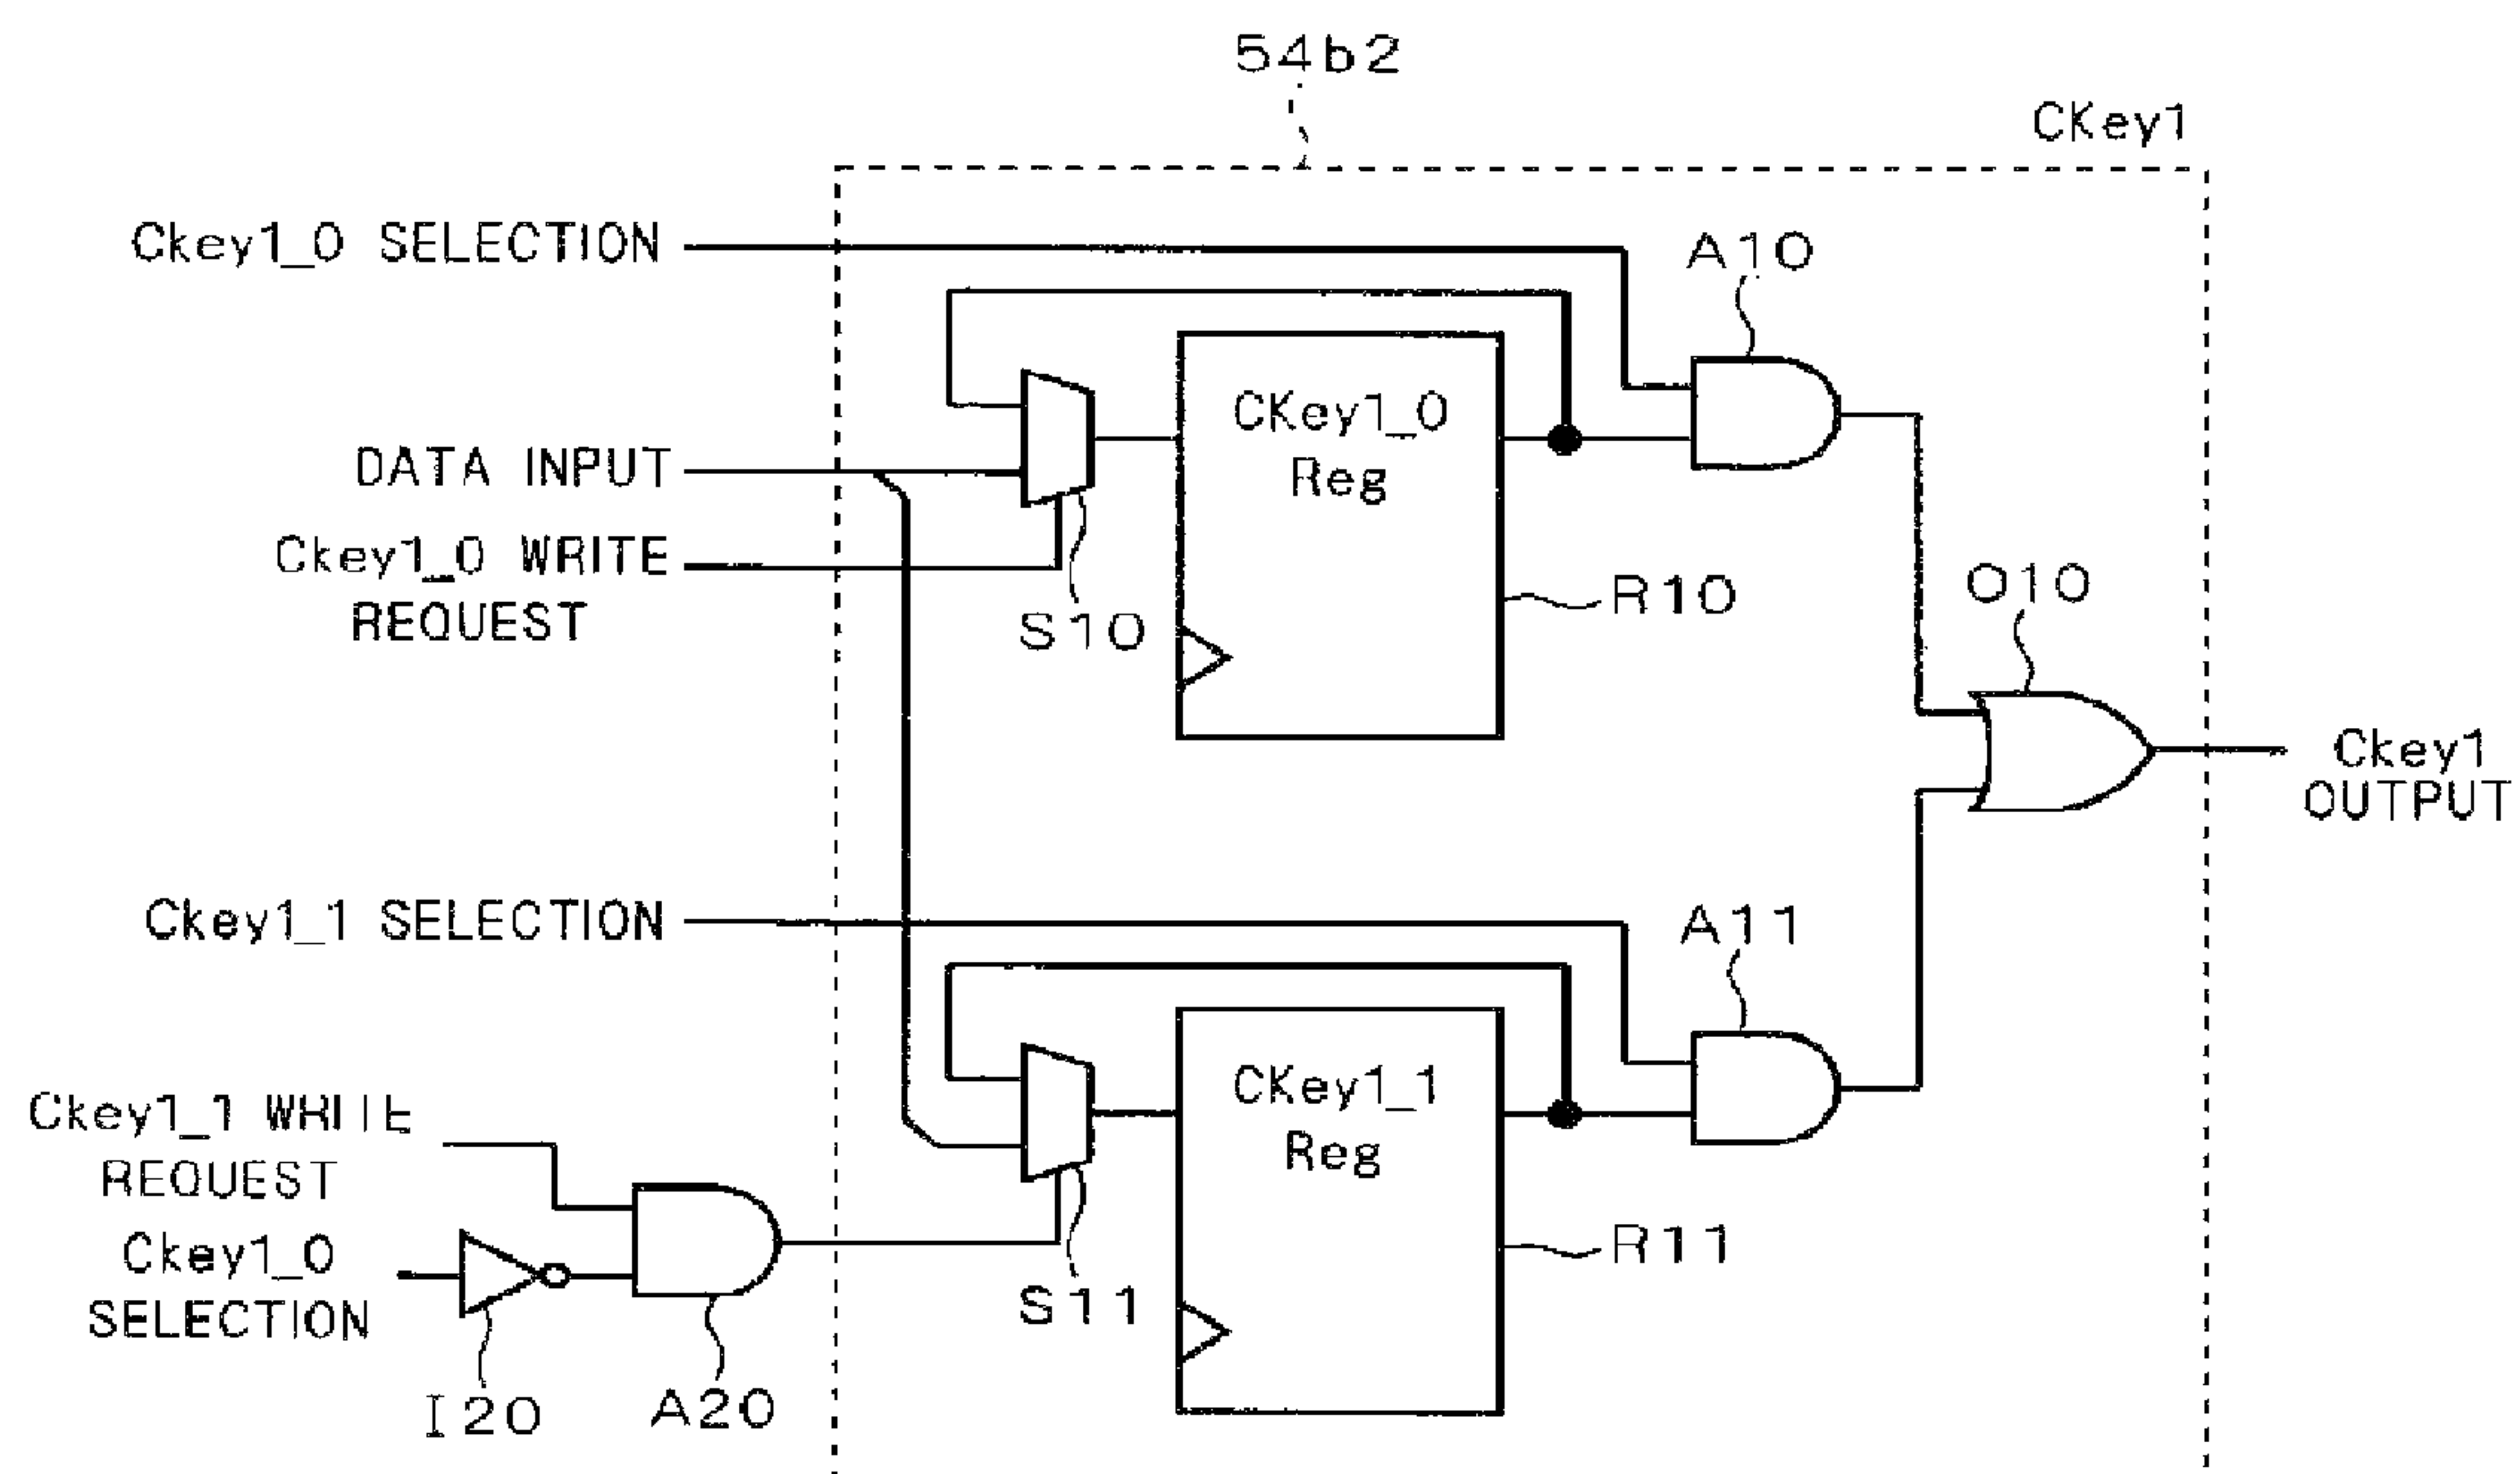 54b2
CKey1
Ckey1_0 SELECTION
A10
CKey1_0
Reg
DATA INPUT
Ckey1_0 WRITE
REQUEST
S10
R10
O10
Ckey1
OUTPUT
Ckey1_1 SELECTION
A11
CKey1_1
Reg
Ckey1_1 WRITE
REQUEST
Ckey1_0
SELECTION
S11
R11
I20
A20